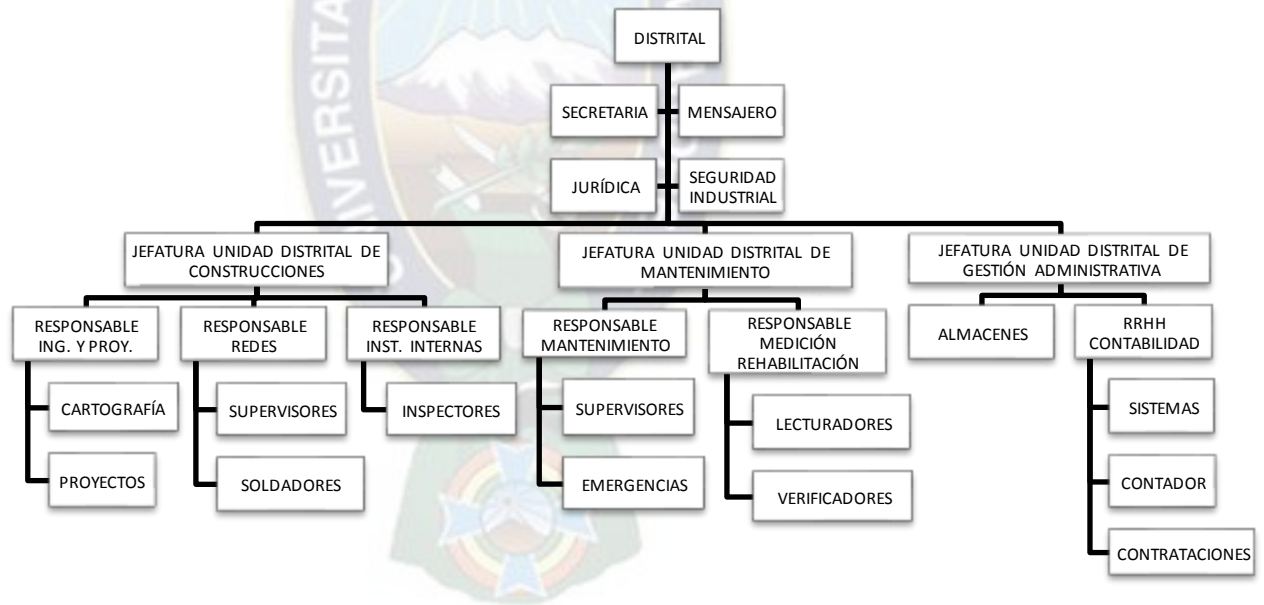 DISTRITAL
SECRETARIA
MENSAJERO
JURÍDICA
SEGURIDAD
INDUSTRIAL
JEFATURA UNIDAD DISTRITAL DE
CONSTRUCCIONES
JEFATURA UNIDAD DISTRITAL DE
MANTENIMIENTO
JEFATURA UNIDAD DISTRITAL DE
GESTIÓN ADMINISTRATIVA
RESPONSABLE
ING. Y PROY.
RESPONSABLE
REDES
RESPONSABLE
INST. INTERNAS
RESPONSABLE
MANTENIMIENTO
RESPONSABLE
MEDICIÓN
REHABILITACIÓN
ALMACENES
RRHH
CONTABILIDAD
CARTOGRAFÍA
PROYECTOS
SUPERVISORES
SOLDADORES
INSPECTORES
SUPERVISORES
EMERGENCIAS
LECTURADORES
VERIFICADORES
SISTEMAS
CONTADOR
CONTRATACIONES